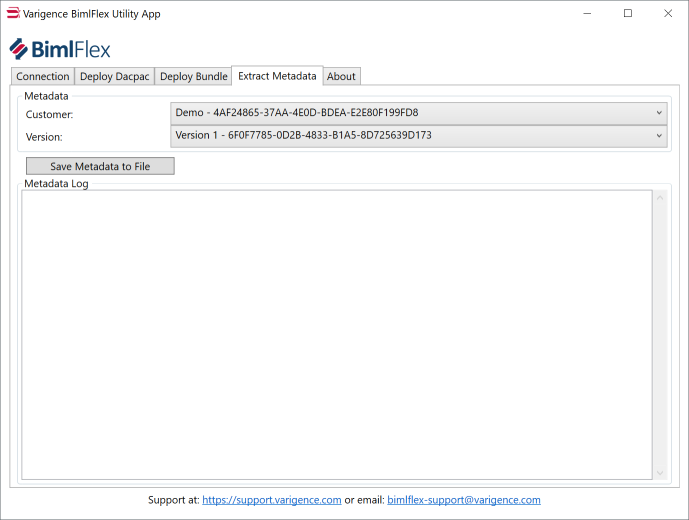 Varigence BimlFlex Utility App
BimlFlex
Connection Deploy Dacpac Deploy Bundle Extract Metadata About
Metadata
Customer: Demo - 4AF24865-37AA-4E0D-BDEA-E2E80F199FD8
Version: Version 1 - 6F0F7785-0D2B-4833-B1A5-8D725639D173
Save Metadata to File
Metadata Log
Support at: https://support.varigence.com or email: bimlflex-support@varigence.com